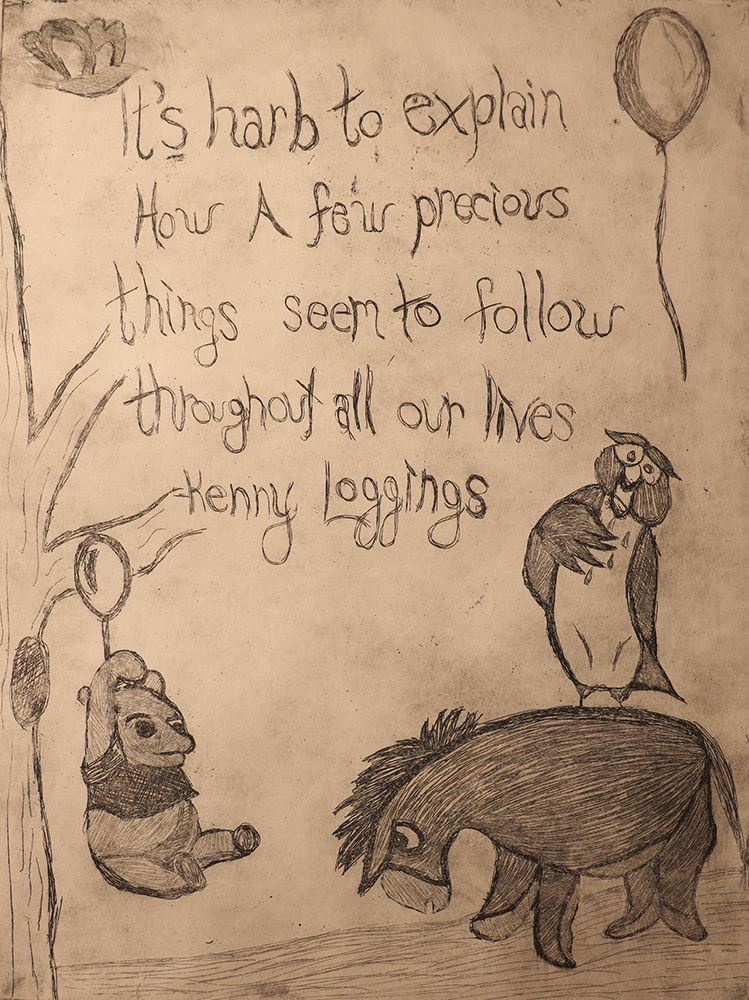 It's harb to explain
How A few precious
things seem to follow
throughout all our lives
Kenny Loggings